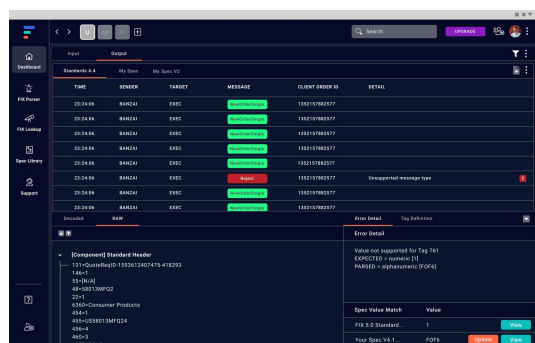 U
Search
UPGRADE
Dashboard
FIX Parser
FIX Lookup
Spec Library
Support
Input Output
Standards 4.4 My Spec My Spec V2
TIME SENDER TARGET MESSAGE CLIENT ORDER ID DETAIL
23:24:06 BANZAI EXEC NewOrderSingle 1352157882577
23:24:06 BANZAI EXEC NewOrderSingle 1352157882577
23:24:06 BANZAI EXEC NewOrderSingle 1352157882577
23:24:06 BANZAI EXEC NewOrderSingle 1352157882577
23:24:06 BANZAI EXEC Reject 1352157882577 Unsupported message type
23:24:06 BANZAI EXEC NewOrderSingle 1352157882577
23:24:06 BANZAI EXEC NewOrderSingle 1352157882577
Decoded RAW
[Component] Standard Header
131=QuoteReqID-1593612407475-418293
146=1
55=[N/A]
48=58013MFQ2
22=1
6360=Consumer Products
454=1
455=US58013MFQ24
456=4
460=3
Error Detail Tag Definition
Error Detail
Value not supported for Tag 761
EXPECTED = numeric [1]
PARSED = alphanumeric [FOF6]
Spec Value Match Value
FIX 5.0 Standard... 1 View
Your Spec V4.1... FOF6 Update View